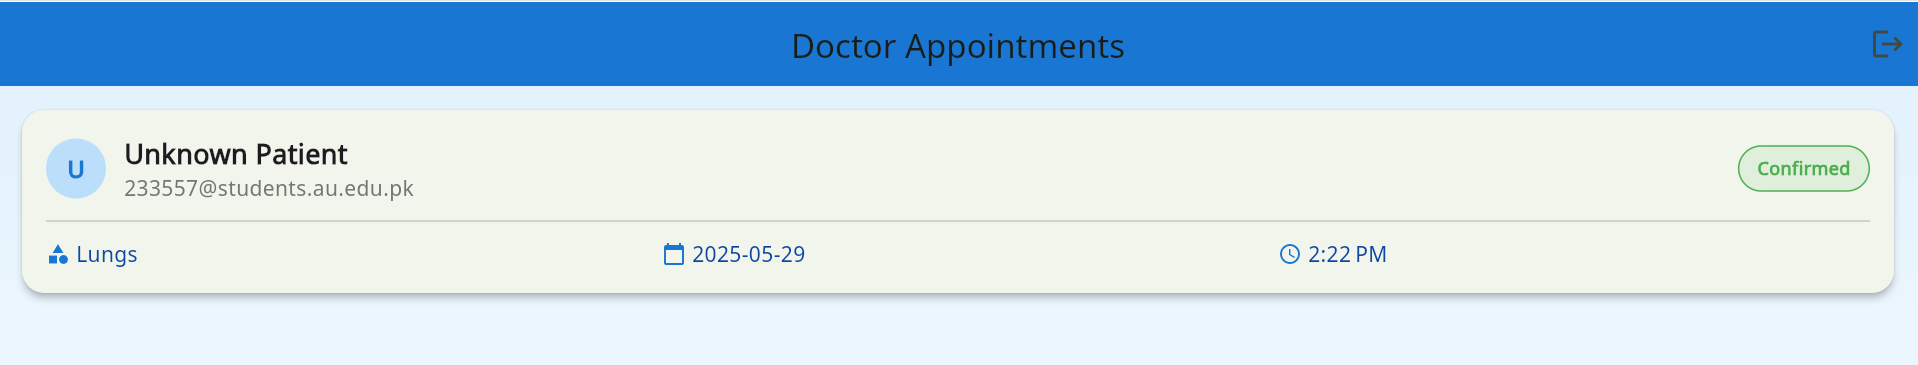 Doctor Appointments
U
Unknown Patient
233557@students.au.edu.pk
Confirmed
Lungs
2025-05-29
2:22 PM